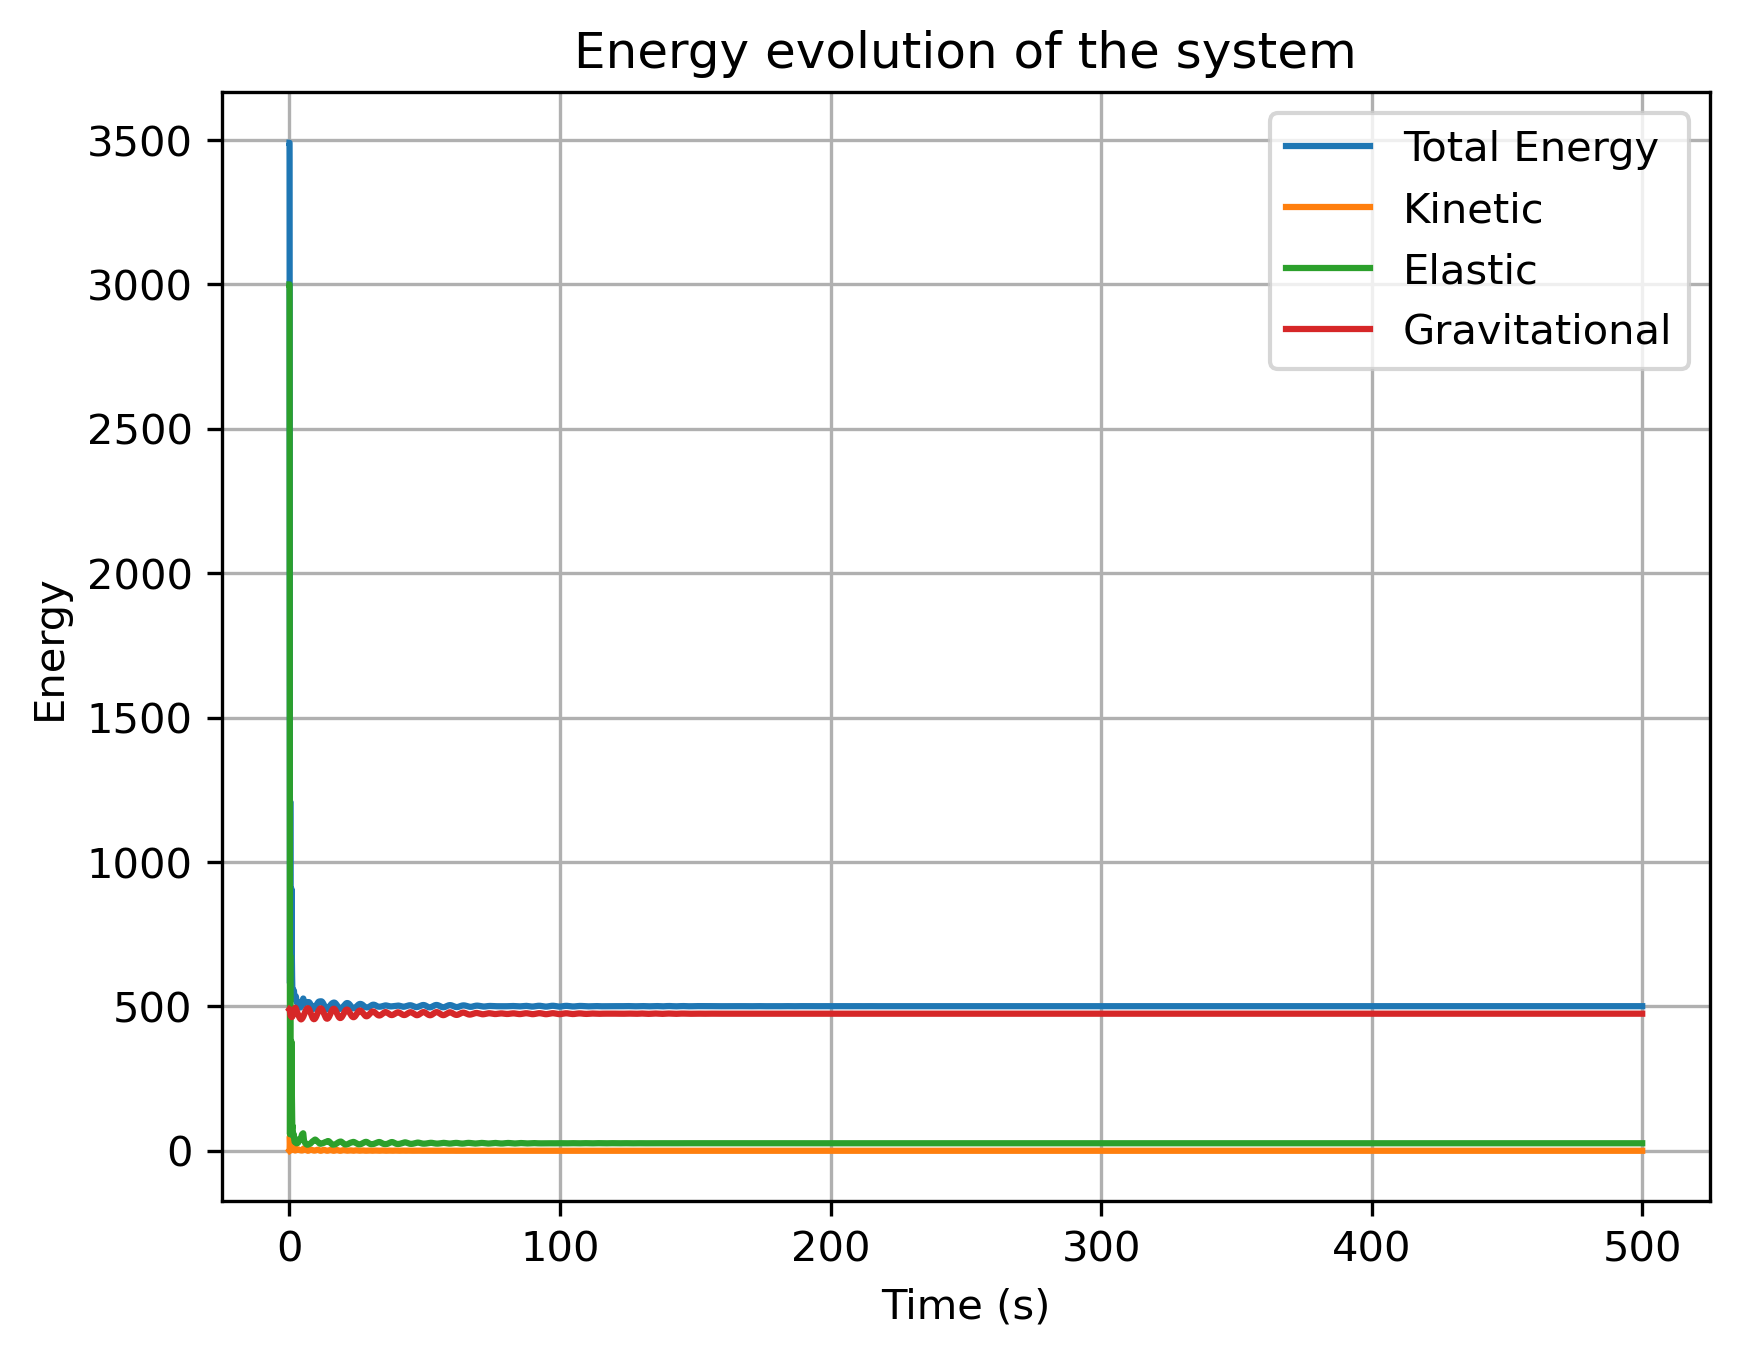 Energy evolution of the system
Total Energy
Kinetic
Elastic
Gravitational
3500
3000
2500
2000
1500
1000
500
0
Energy
0 100 200 300 400 500
Time (s)